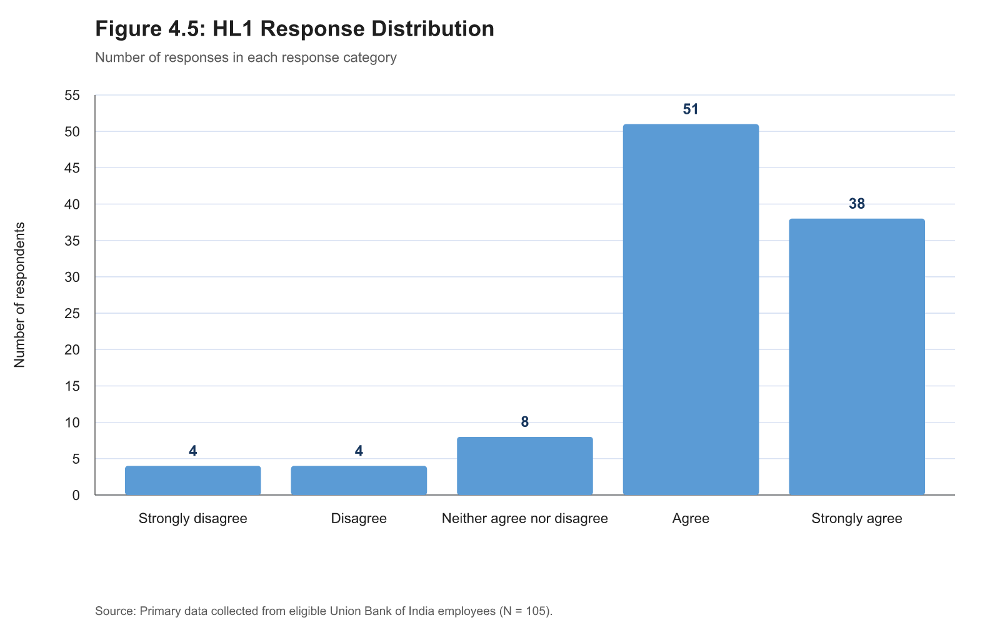 Figure 4.5: HL1 Response Distribution
Number of responses in each response category
Number of respondents
55
50
45
40
35
30
25
20
15
10
5
0
4
4
8
51
38
Strongly disagree
Disagree
Neither agree nor disagree
Agree
Strongly agree
Source: Primary data collected from eligible Union Bank of India employees (N = 105).